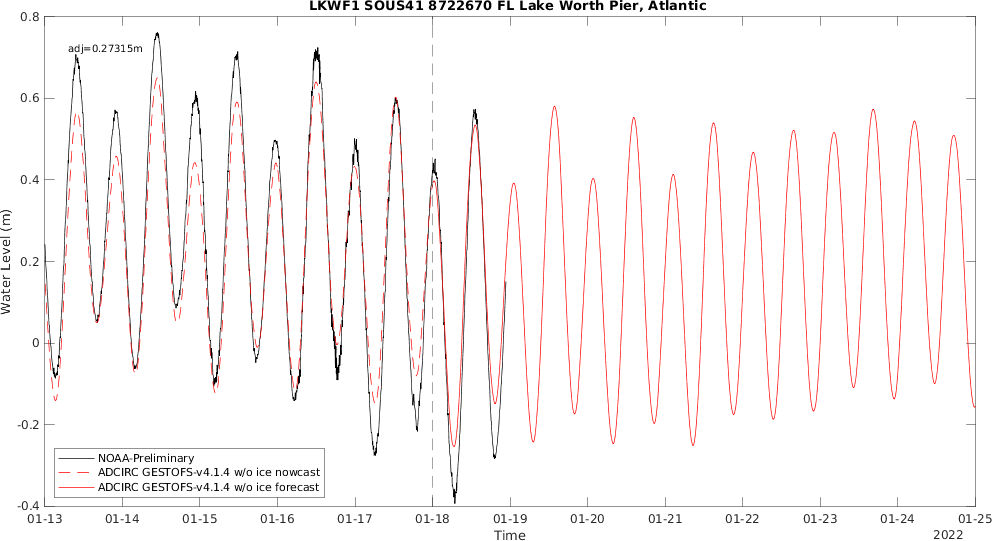 LKWF1 SOUS41 8722670 FL Lake Worth Pier, Atlantic
0.8
adj=0.27315m
0.6
0.4
0.2
0
-0.2
-0.4
Water Level (m)
NOAA-Preliminary
ADCIRC GESTOFS-v4.1.4 w/o ice nowcast
ADCIRC GESTOFS-v4.1.4 w/o ice forecast
01-13 01-14 01-15 01-16 01-17 01-18 01-19 01-20 01-21 01-22 01-23 01-24 01-25
Time
2022